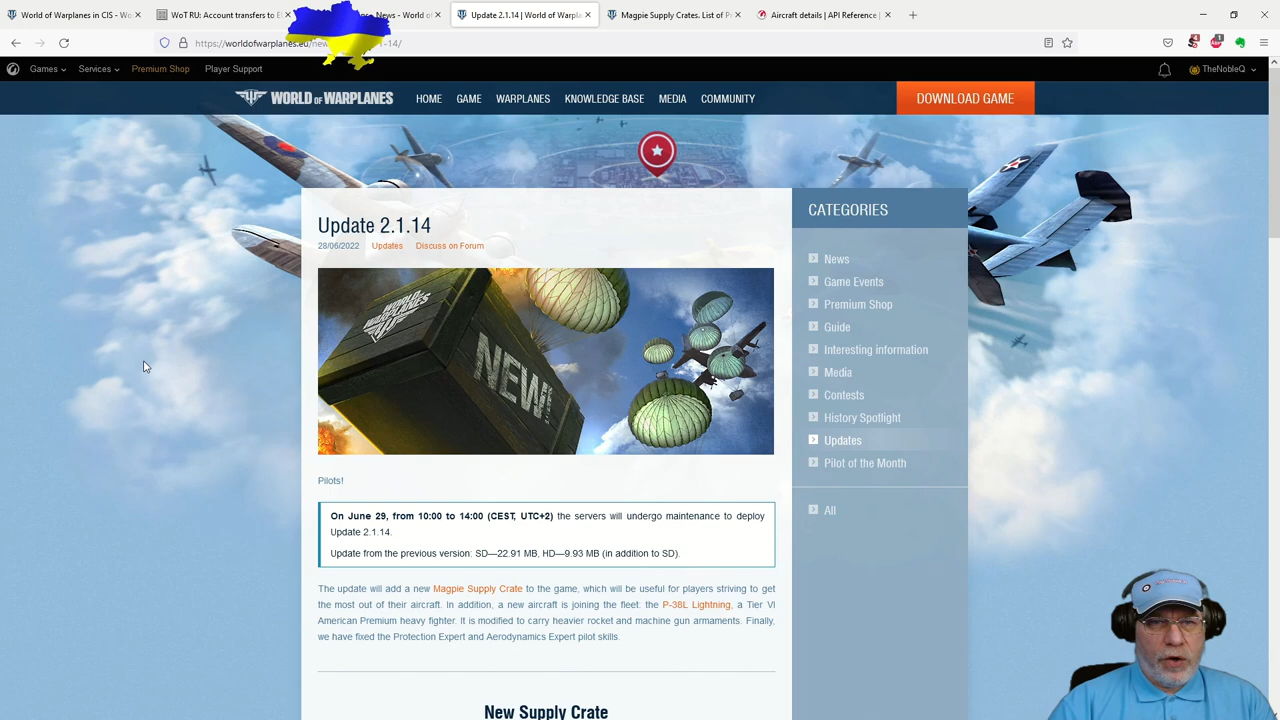 World of Warplanes in CIS -
WoT RU: Account transfers to EU
News - World of
Update 2.1.14 | World of Warpla
Magpie Supply Crates. List of P
Aircraft details | API Reference |
https://worldofwarplanes.eu/
14/
Games Services Premium Shop Player Support
TheNobleQ
WORLD OF WARPLANES
HOME GAME WARPLANES KNOWLEDGE BASE MEDIA COMMUNITY
DOWNLOAD GAME
Update 2.1.14
28/06/2022 Updates Discuss on Forum
WORLD OF WARPLANES
NEW!
Pilots!
On June 29, from 10:00 to 14:00 (CEST, UTC+2) the servers will undergo maintenance to deploy
Update 2.1.14.
Update from the previous version: SD—22.91 MB, HD—9.93 MB (in addition to SD).
The update will add a new Magpie Supply Crate to the game, which will be useful for players striving to get
the most out of their aircraft. In addition, a new aircraft is joining the fleet: the P-38L Lightning, a Tier VI
American Premium heavy fighter. It is modified to carry heavier rocket and machine gun armaments. Finally,
we have fixed the Protection Expert and Aerodynamics Expert pilot skills.
New Supply Crate
CATEGORIES
News
Game Events
Premium Shop
Guide
Interesting information
Media
Contests
History Spotlight
Updates
Pilot of the Month
All